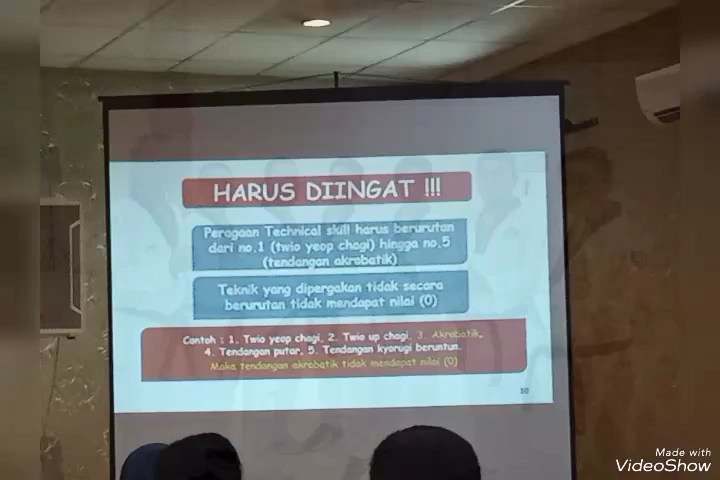 HARUS DIINGAT !!!
Peragaan Technical skill harus berurutan
dari no.1 (twio yeop chagi) hingga no.5
(tendangan akrobatik)
Teknik yang dipergakan tidak secara
berurutan tidak mendapat nilai (0)
Contoh : 1. Twio yeop chagi, 2. Twio up chagi, 3. Akrobatik,
4. Tendangan putar, 5. Tendangan kyorugi beruntun.
Maka tendangan akrobatik tidak mendapat nilai (0)
30
Made with
VideoShow